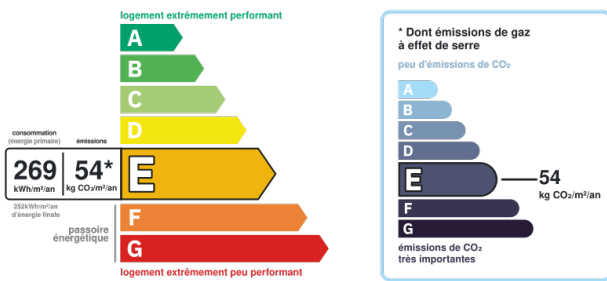 logement extrêmement performant
A
B
C
D
consommation
(énergie primaire)
émissions
269
kWh/m²/an
54*
kg CO₂/m²/an
E
252kWh/m²/an
d'énergie finale
passoire
énergétique
F
G
logement extrêmement peu performant
* Dont émissions de gaz
à effet de serre
peu d'émissions de CO₂
A
B
C
D
E
54
kg CO₂/m²/an
F
G
émissions de CO₂
très importantes